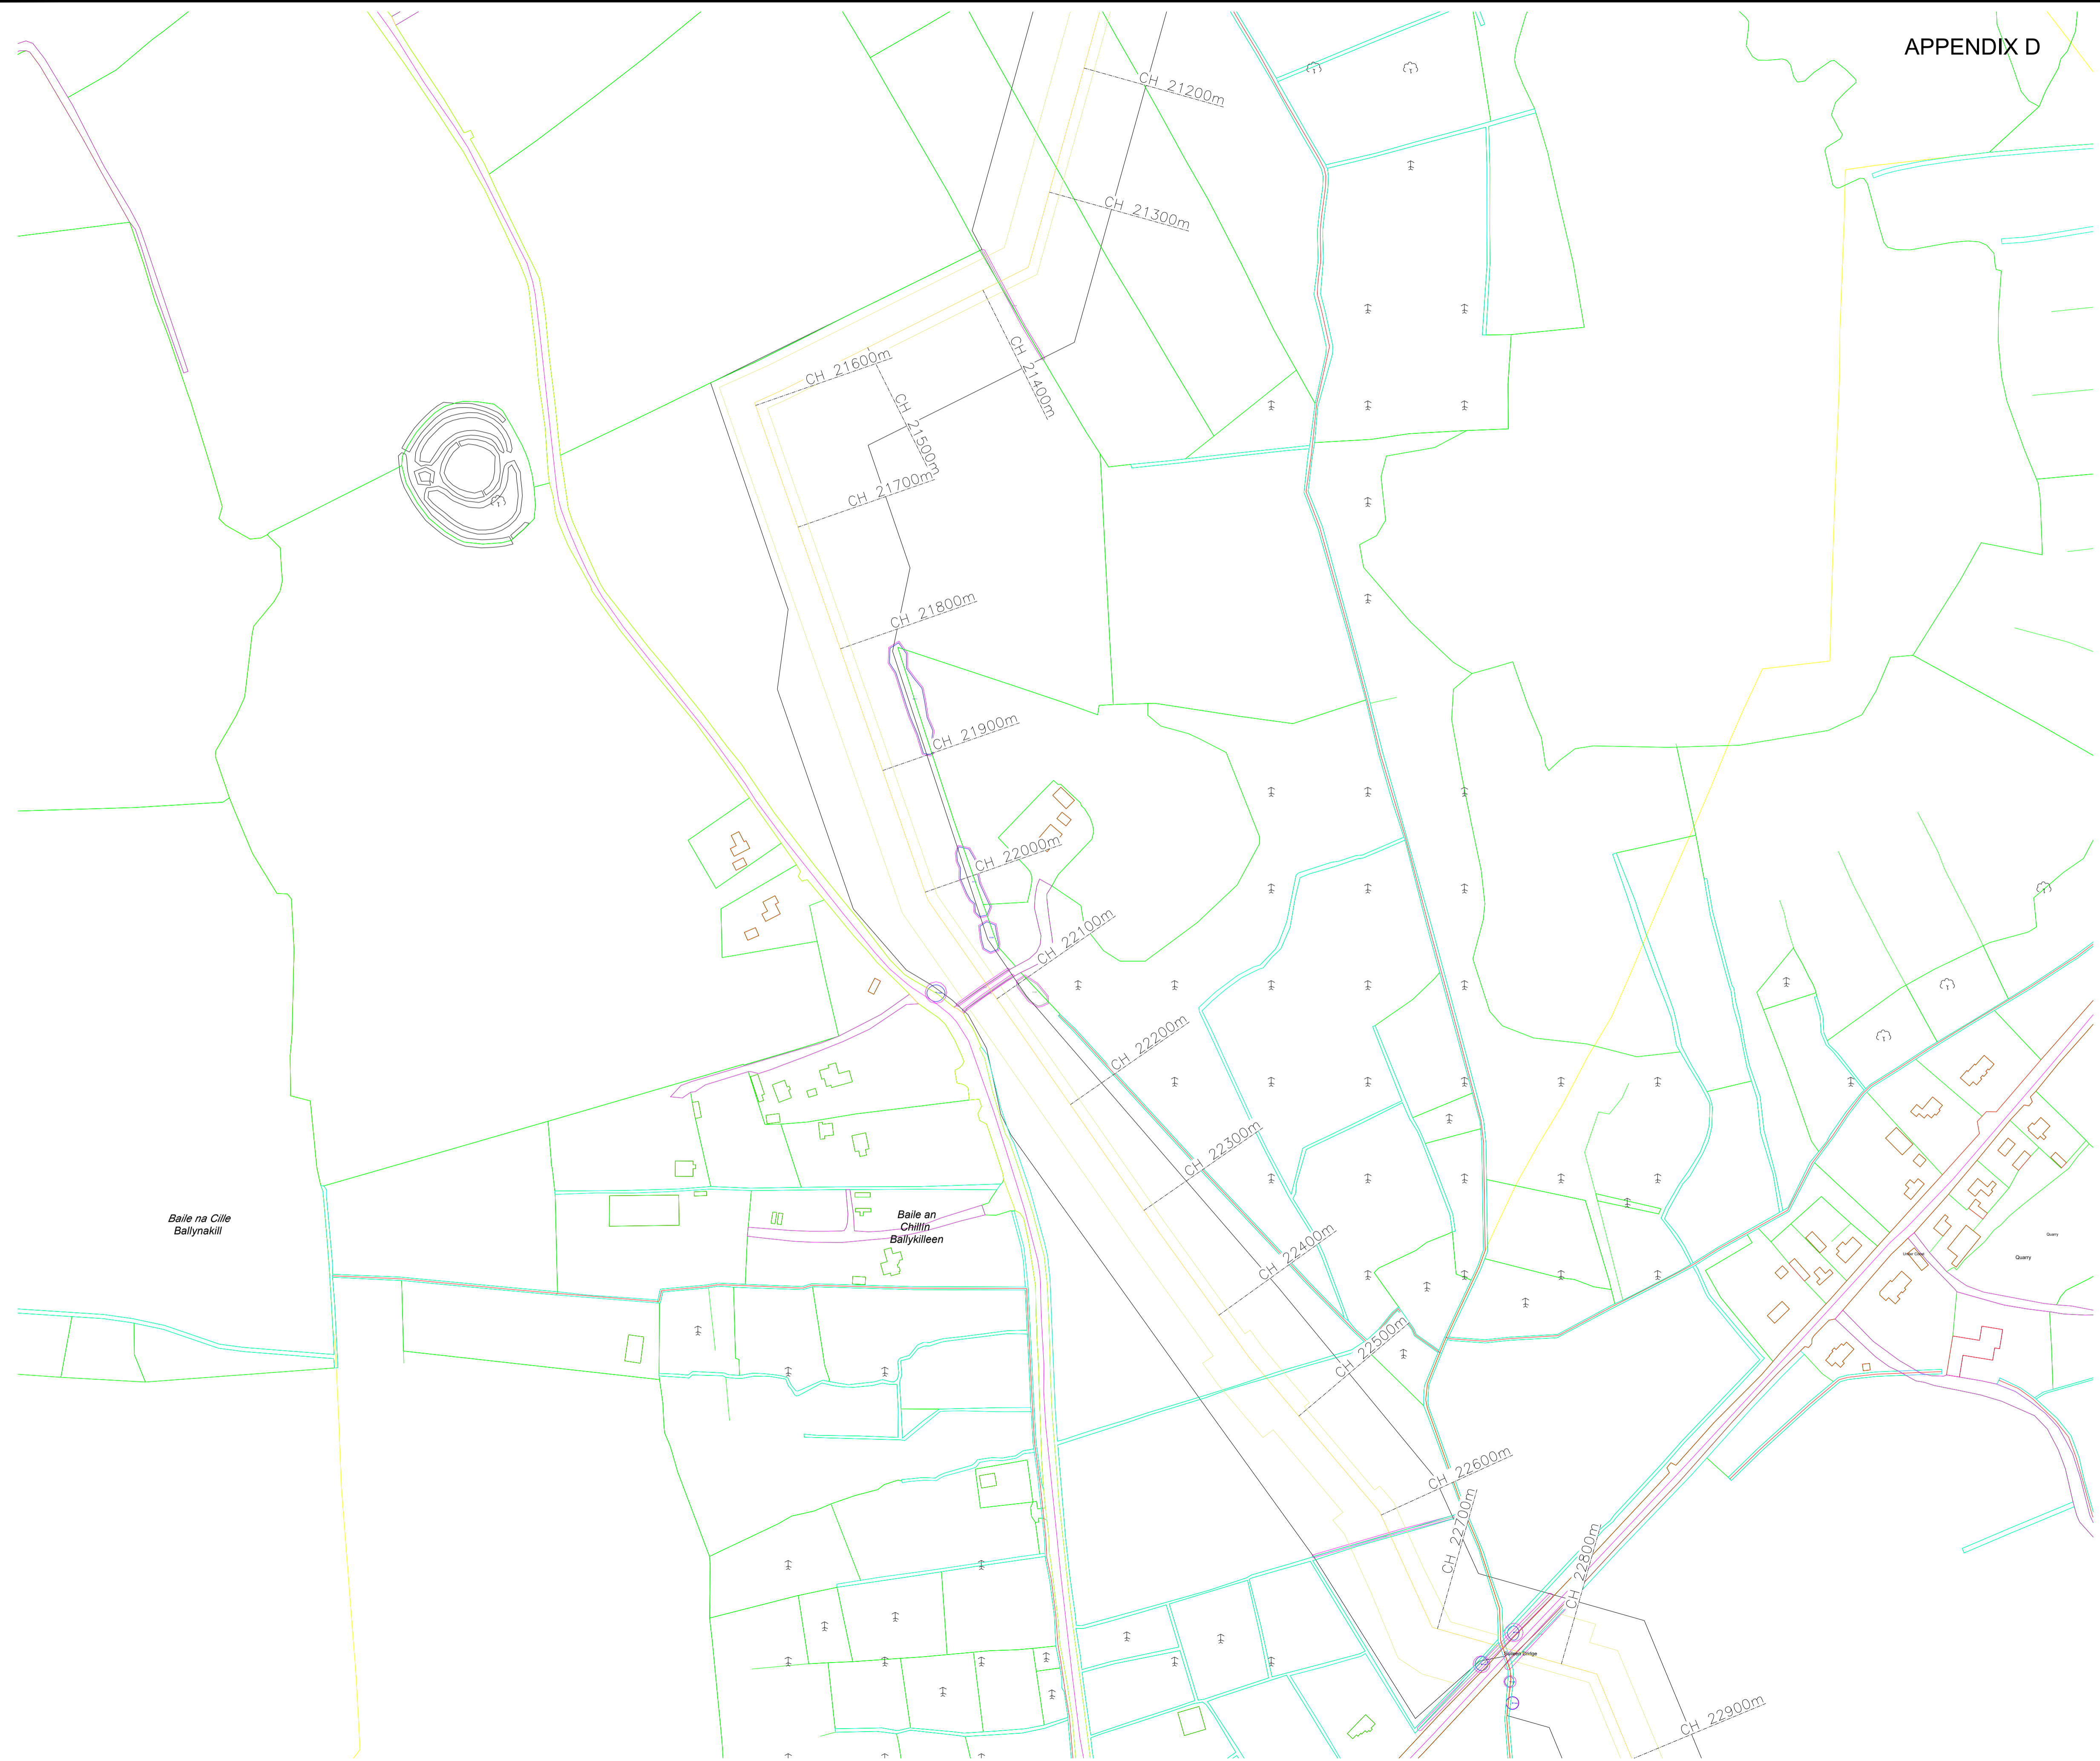 APPENDIX D
CH 21200m
CH 21300m
CH 21400m
CH 21600m
CH 21500m
CH 21700m
CH 21800m
CH 21900m
CH 22000m
CH 22100m
CH 22200m
CH 22300m
CH 22400m
CH 22500m
CH 22600m
CH 22700m
CH 22800m
CH 22900m
Baile na Cille
Ballynakill
Baile an
Chillín
Ballykilleen
Quarry
Quarry